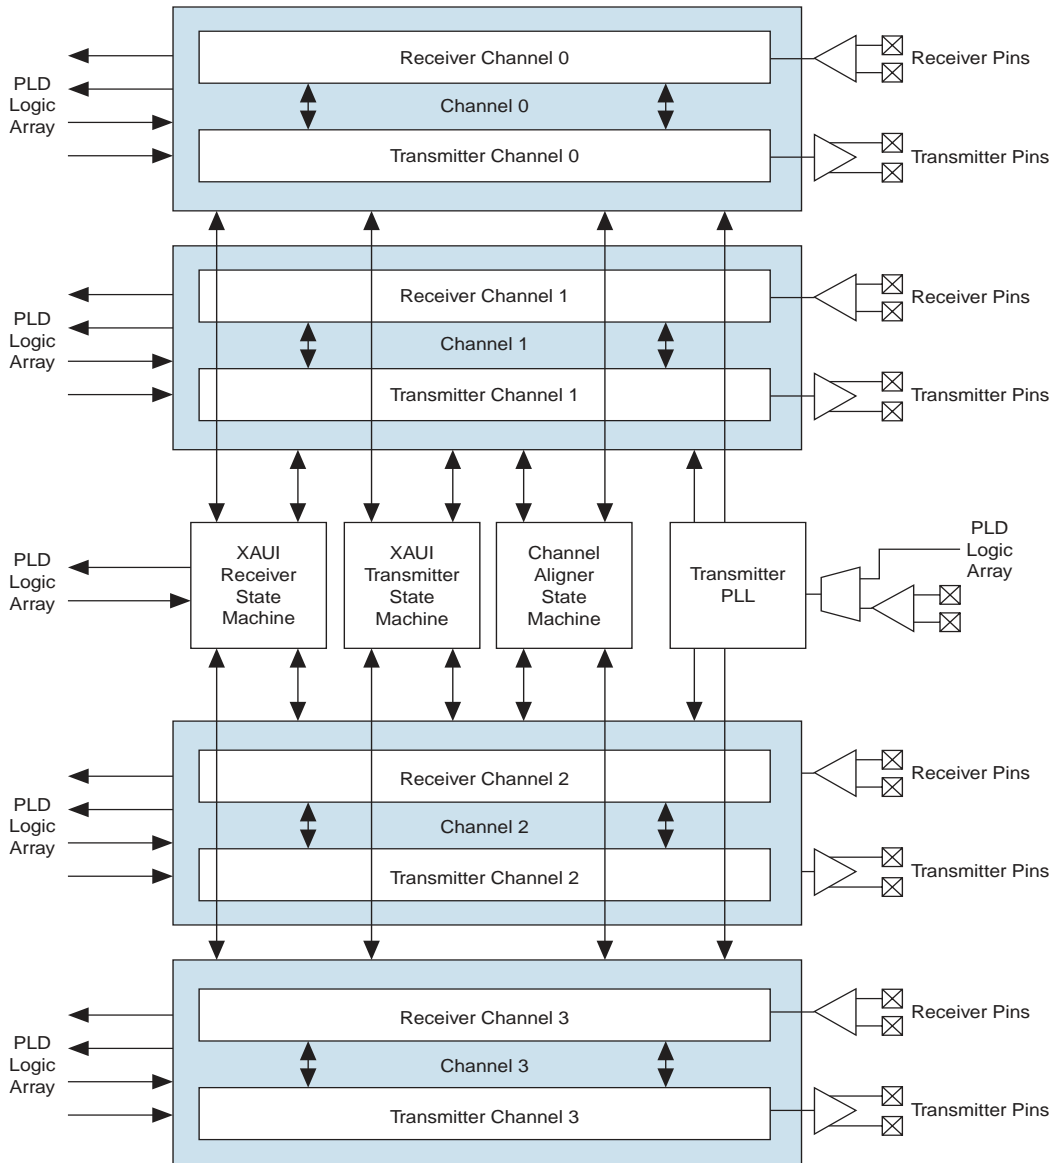 Receiver Channel 0
Receiver Pins
PLD
Logic
Array
Channel 0
Transmitter Channel 0
Transmitter Pins
Receiver Channel 1
Receiver Pins
PLD
Logic
Array
Channel 1
Transmitter Channel 1
Transmitter Pins
PLD
Logic
Array
XAUI
Receiver
State
Machine
XAUI
Transmitter
State
Machine
Channel
Aligner
State
Machine
Transmitter
PLL
PLD
Logic
Array
Receiver Channel 2
Receiver Pins
PLD
Logic
Array
Channel 2
Transmitter Channel 2
Transmitter Pins
Receiver Channel 3
Receiver Pins
PLD
Logic
Array
Channel 3
Transmitter Channel 3
Transmitter Pins